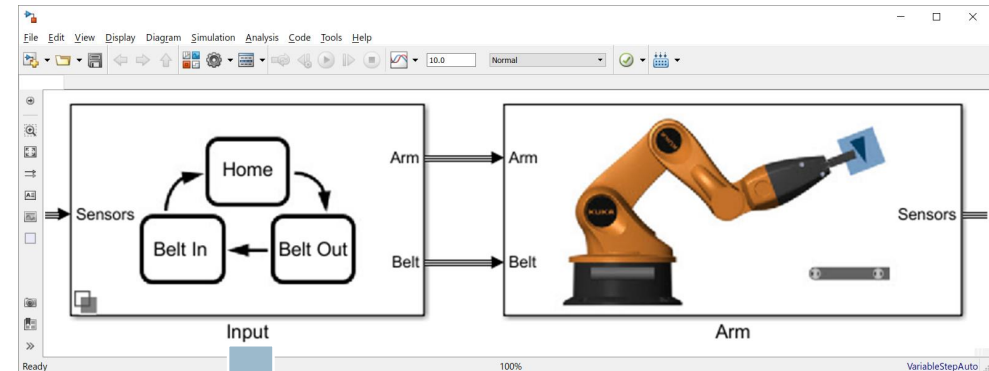 File Edit View Display Diagram Simulation Analysis Code Tools Help
10.0 Normal
Home
Belt In
Belt Out
Sensors
Arm
Belt
Input
Arm
Belt
KUKA
Sensors
Arm
Ready 100% VariableStepAuto